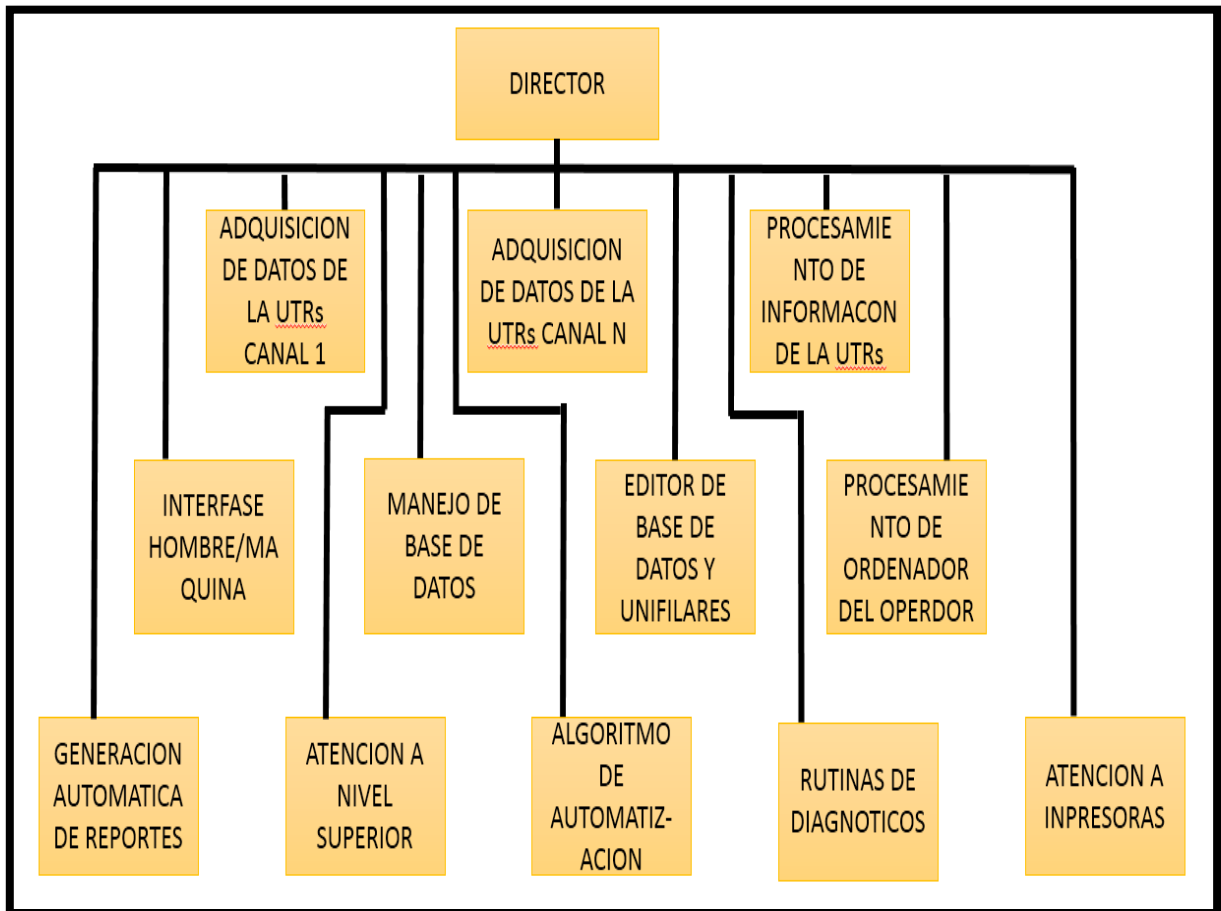 DIRECTOR
ADQUISICION
DE DATOS DE
LA UTRs
CANAL 1
ADQUISICION
DE DATOS DE LA
UTRs CANAL N
PROCESAMIE
NTO DE
INFORMACON
DE LA UTRs
INTERFASE
HOMBRE/MA
QUINA
MANEJO DE
BASE DE
DATOS
EDITOR DE
BASE DE
DATOS Y
UNIFILARES
PROCESAMIE
NTO DE
ORDENADOR
DEL OPERDOR
GENERACION
AUTOMATICA
DE REPORTES
ATENCION A
NIVEL
SUPERIOR
ALGORITMO
DE
AUTOMATIZ-
ACION
RUTINAS DE
DIAGNOTICOS
ATENCION A
INPRESORAS